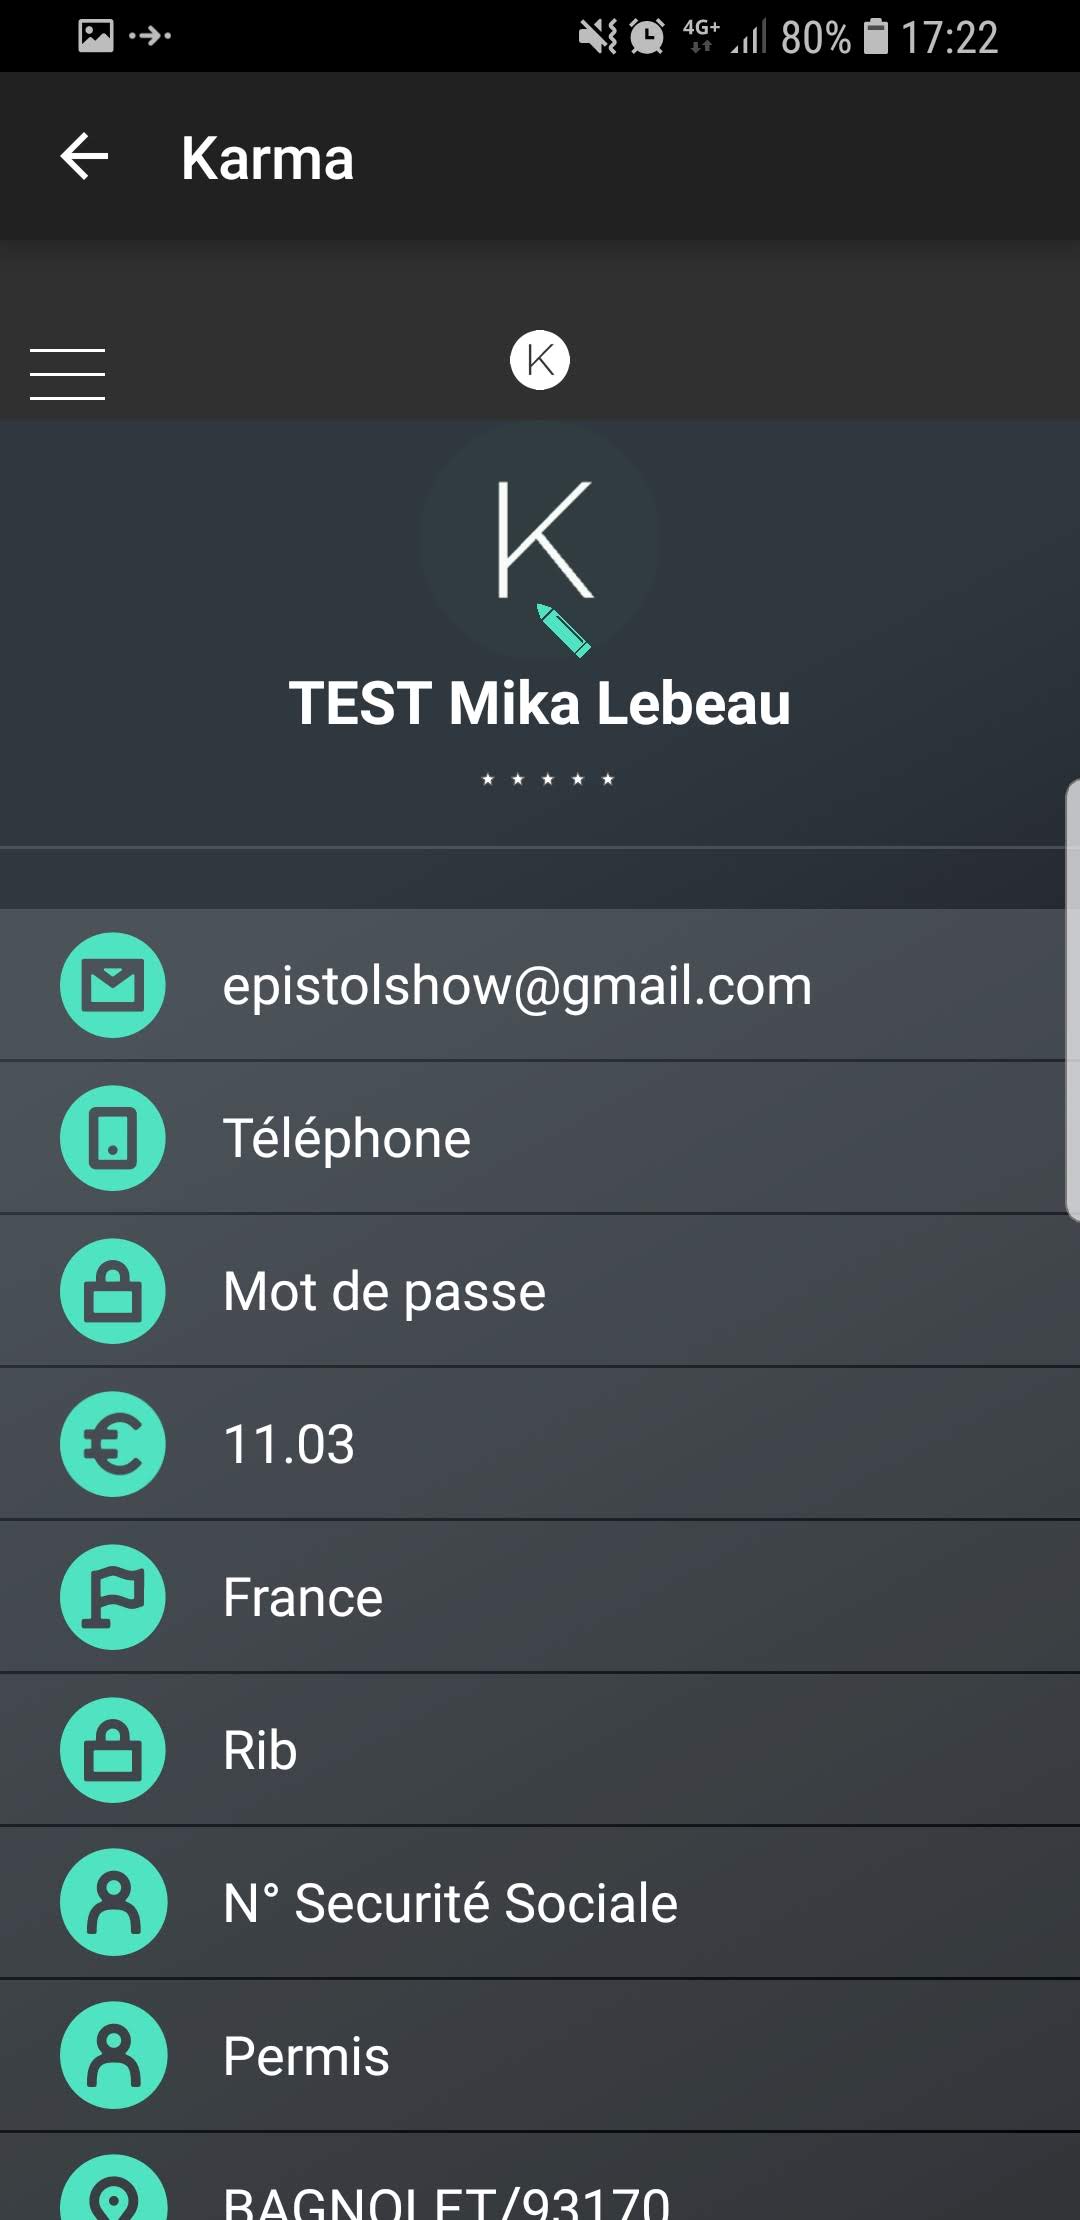 4G+ 80% 17:22
Karma
K
K
TEST Mika Lebeau
epistolshow@gmail.com
Téléphone
Mot de passe
€ 11.03
France
Rib
N° Securité Sociale
Permis
BAGNOLET/93170